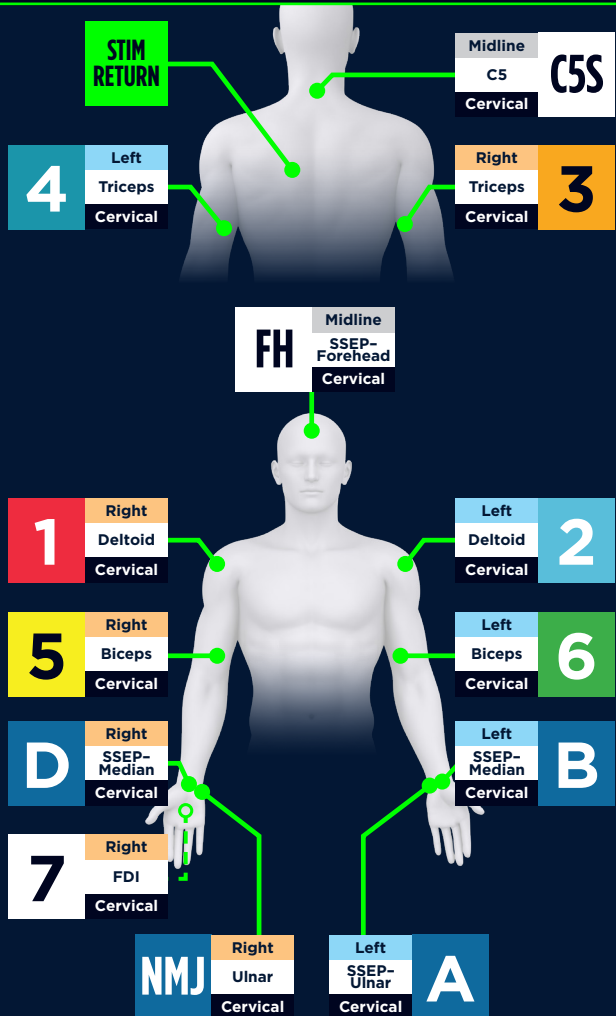 STIM
RETURN
Midline
C5
Cervical
C5S
4
Left
Triceps
Cervical
Right
Triceps
Cervical
3
FH
Midline
SSEP–
Forehead
Cervical
1
Right
Deltoid
Cervical
Left
Deltoid
Cervical
2
5
Right
Biceps
Cervical
Left
Biceps
Cervical
6
D
Right
SSEP–
Median
Cervical
Left
SSEP–
Median
Cervical
B
7
Right
FDI
Cervical
NMJ
Right
Ulnar
Cervical
Left
SSEP–
Ulnar
Cervical
A